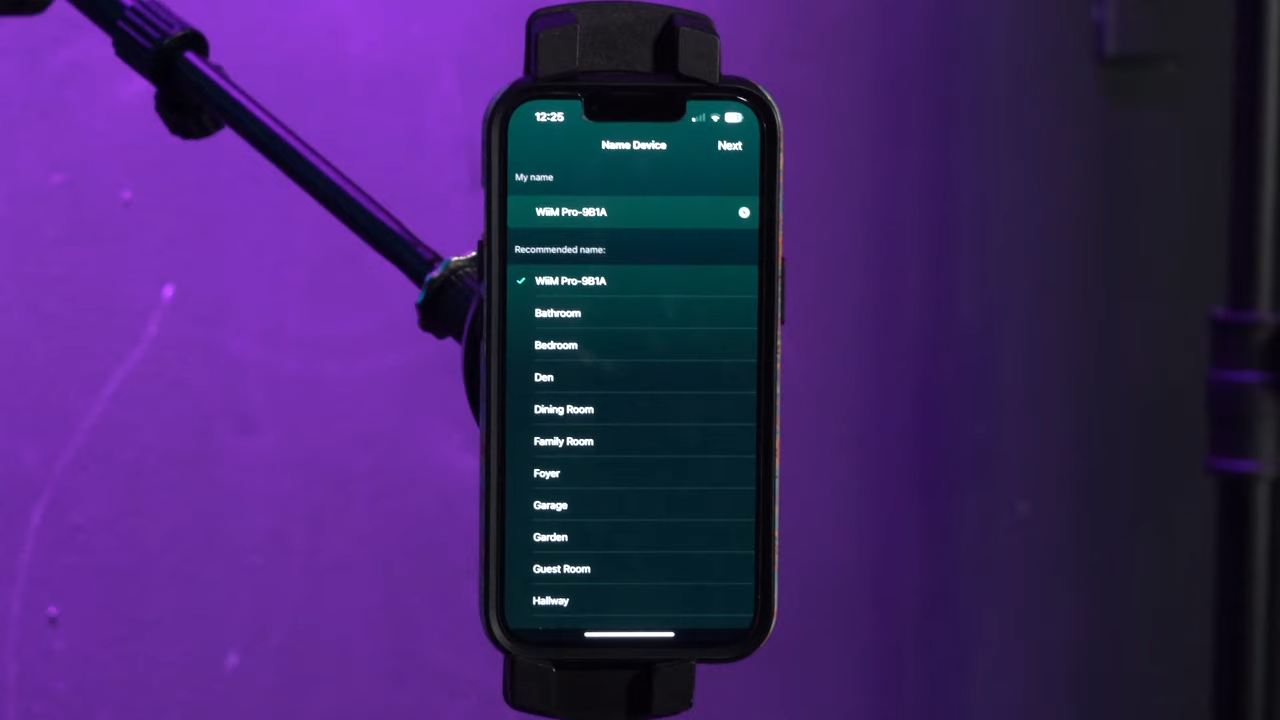 12:25
Name Device
Next
My name
WiiM Pro-9B1A
Recommended name:
WiiM Pro-9B1A
Bathroom
Bedroom
Den
Dining Room
Family Room
Foyer
Garage
Garden
Guest Room
Hallway